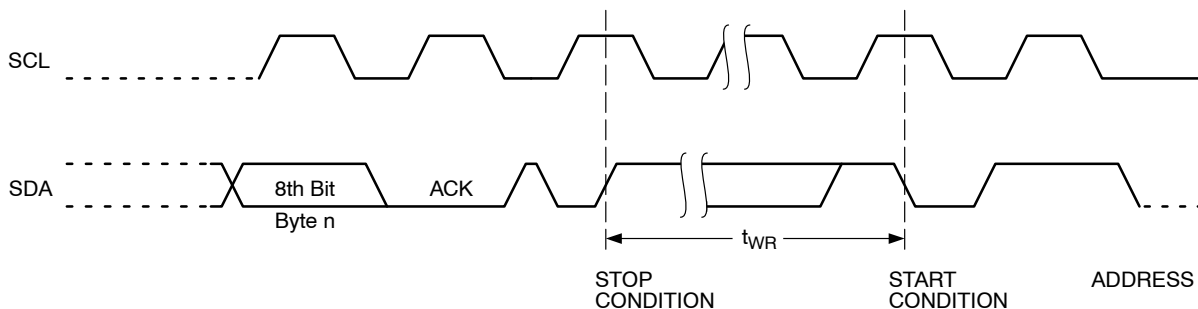 SCL
SDA
8th Bit
Byte n
ACK
tWR
STOP
CONDITION
START
CONDITION
ADDRESS